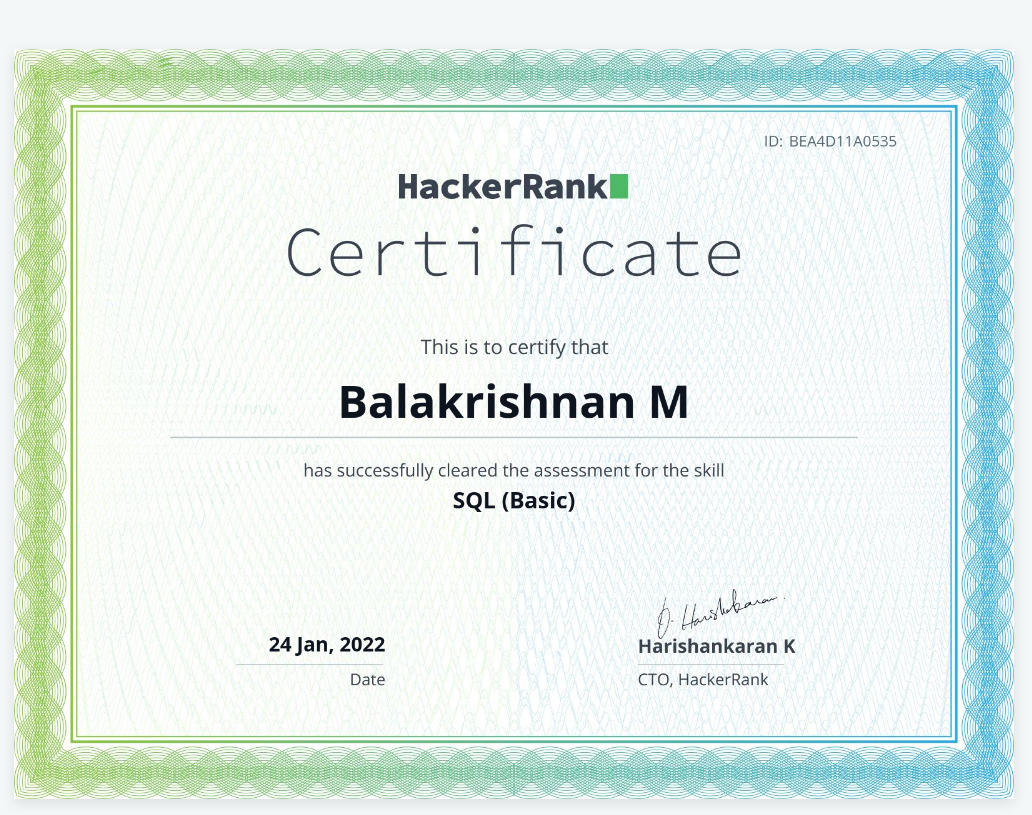 ID: BEA4D11A0535
HackerRank
Certificate
This is to certify that
Balakrishnan M
has successfully cleared the assessment for the skill
SQL (Basic)
24 Jan, 2022
Date
Harishankaran K
CTO, HackerRank